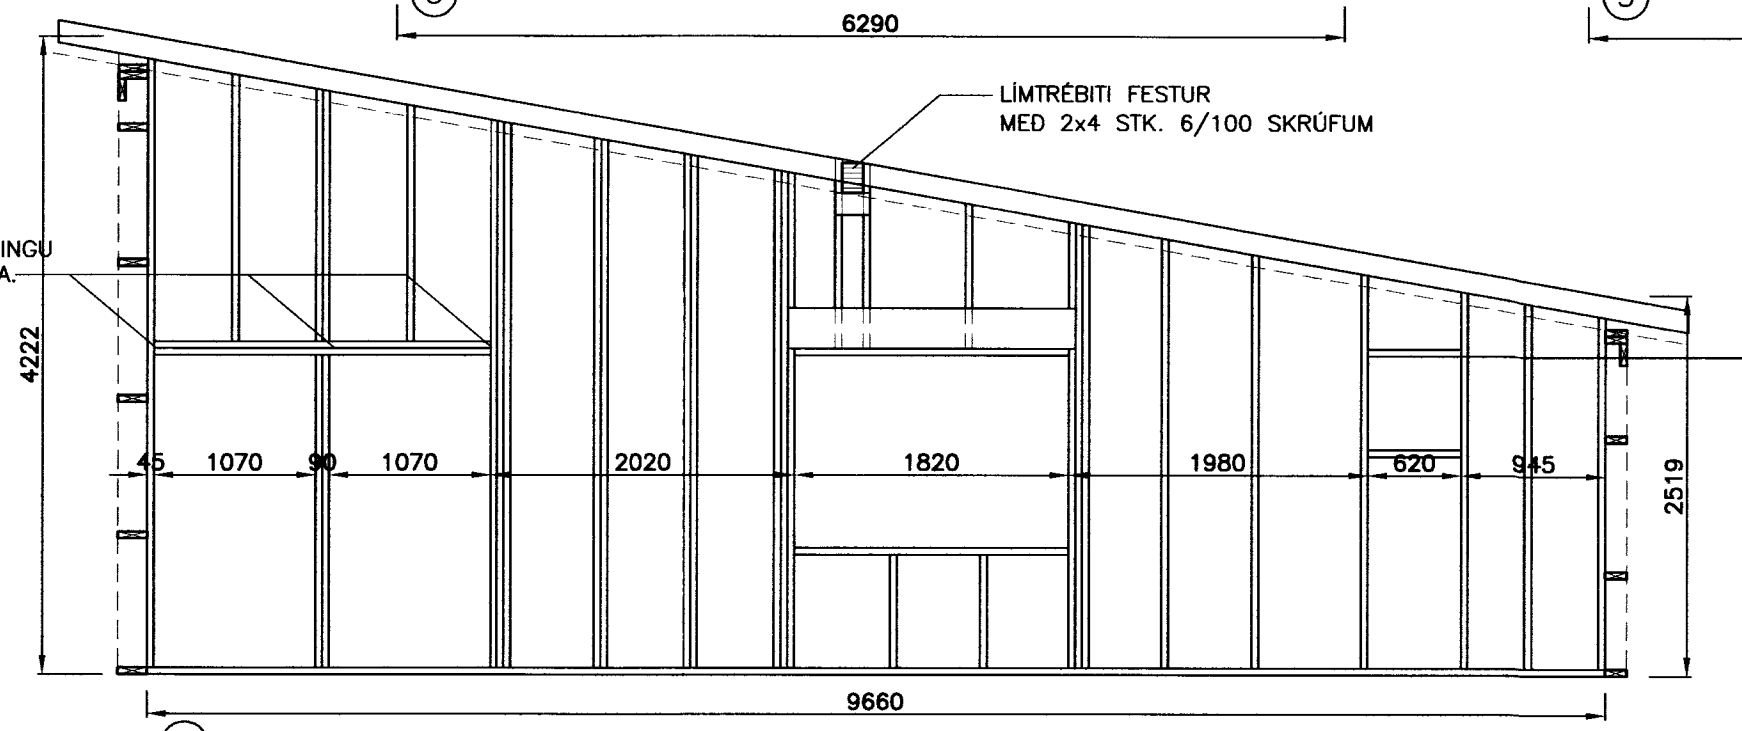 6290
LÍMTRÉBITI FESTUR
MED 2x4 STK. 6/100 SKRÚFUM
INGU
A.
4222
45 1070 90 1070 2020 1820 1980 620 945
2519
9660